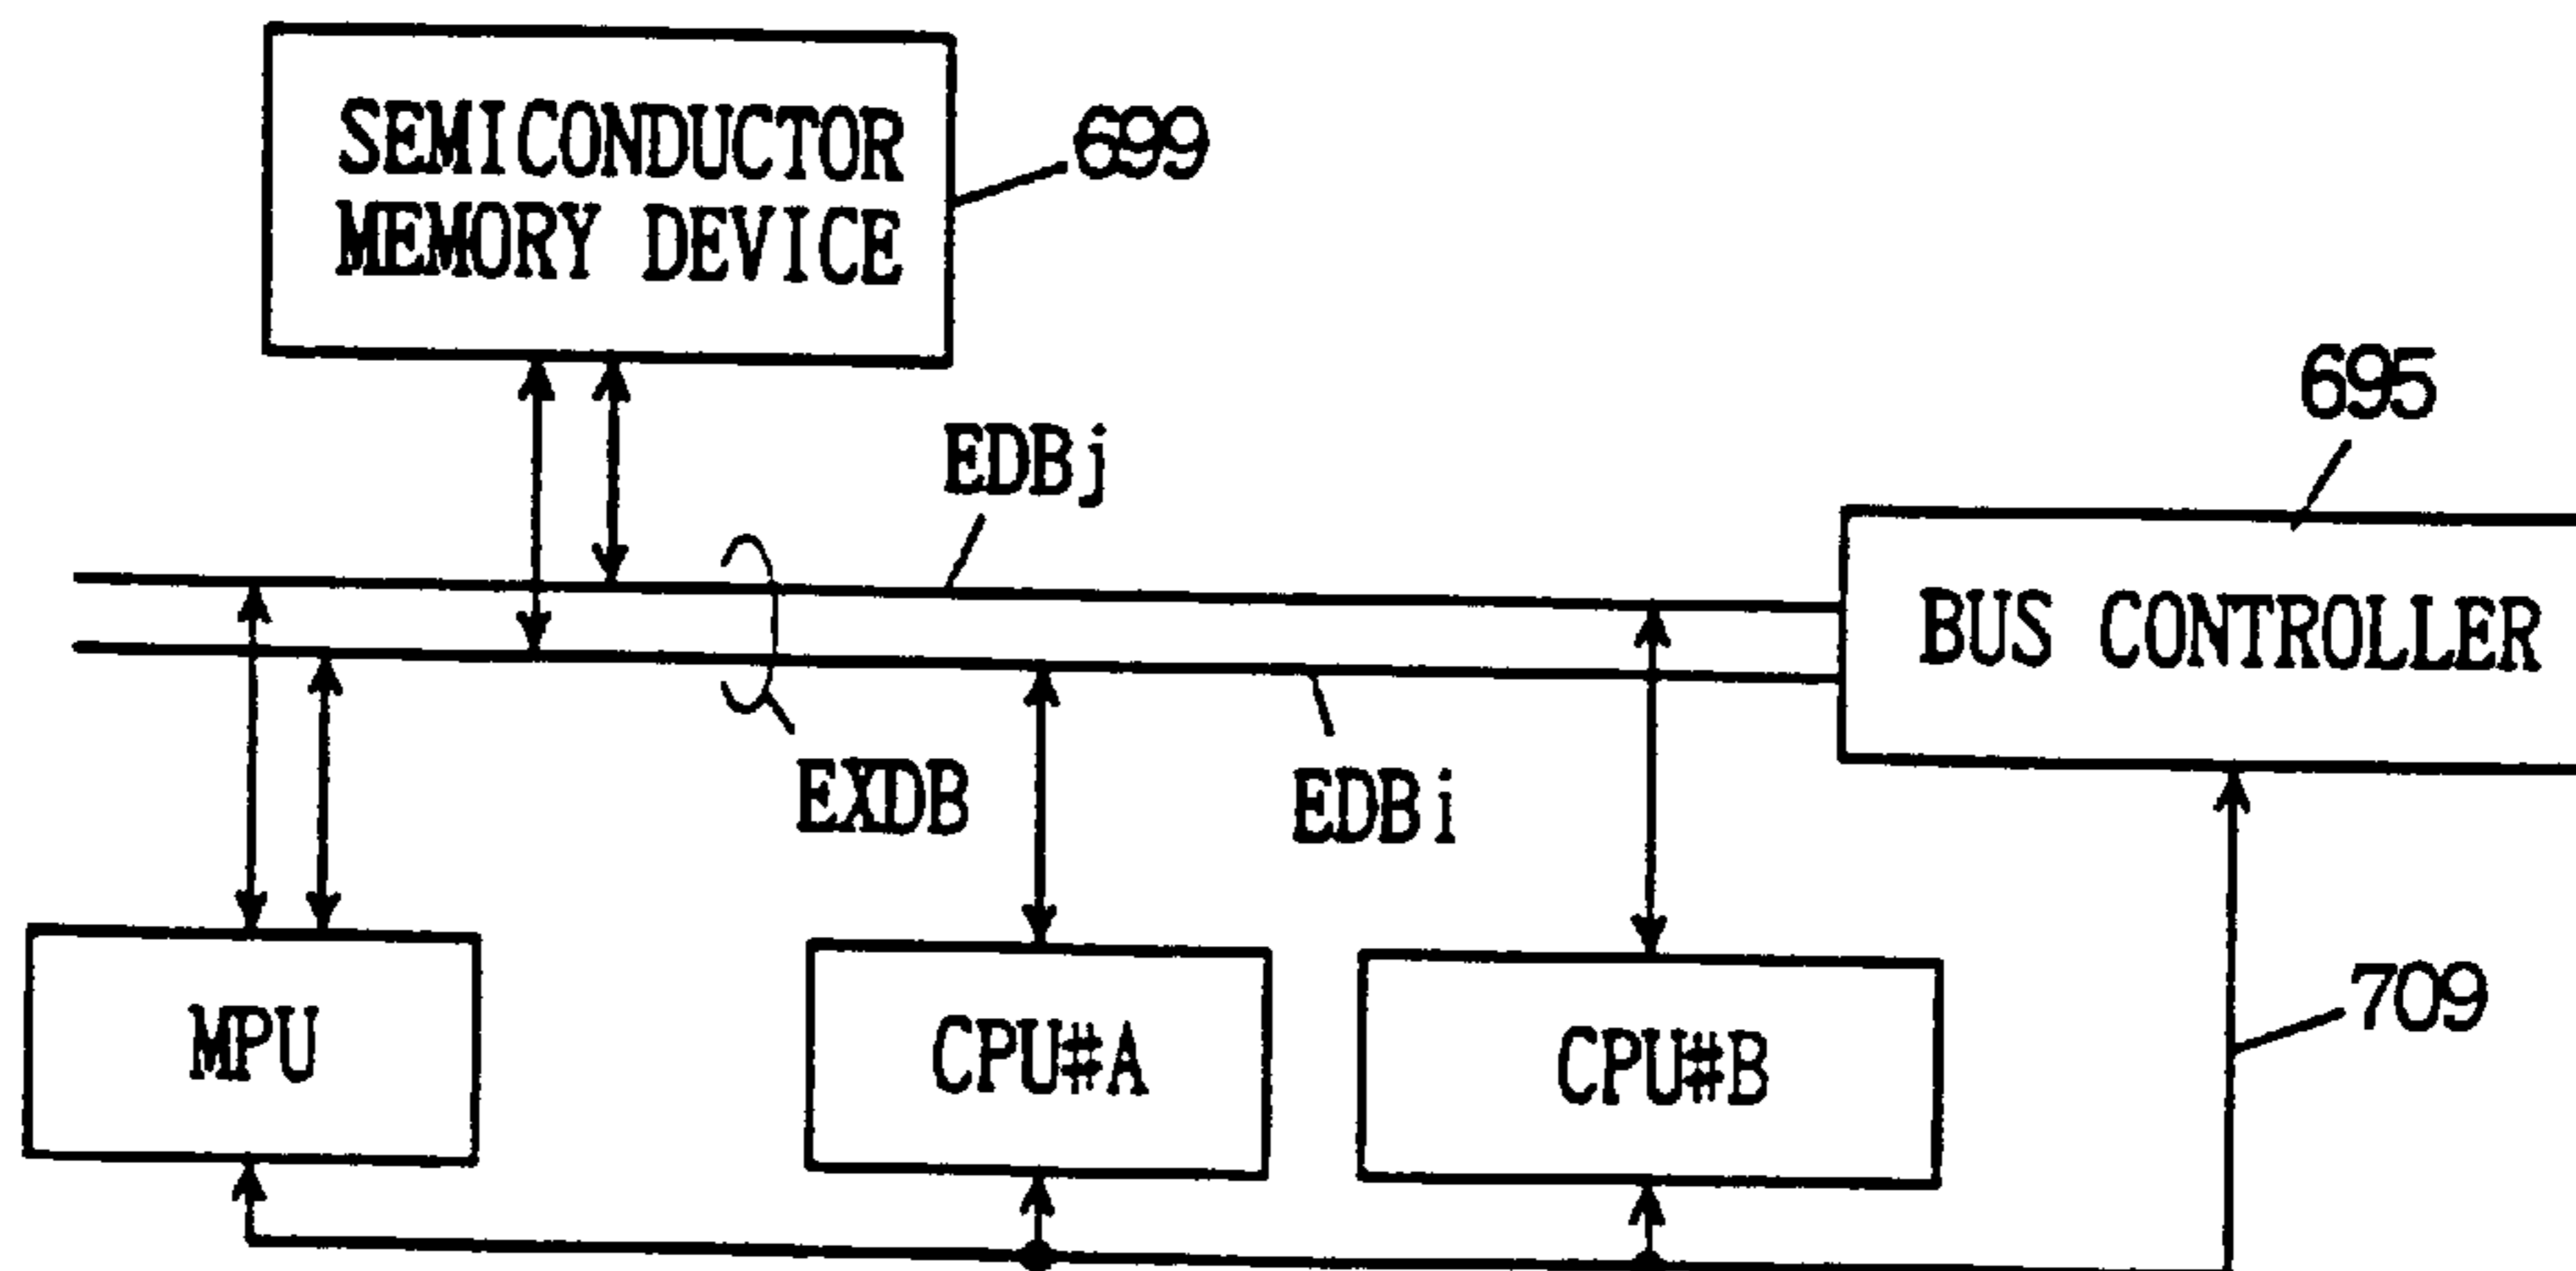 SEMICONDUCTOR
MEMORY DEVICE
699
EDBj
695
BUS CONTROLLER
EXDB
EDBi
MPU
CPU#A
CPU#B
709